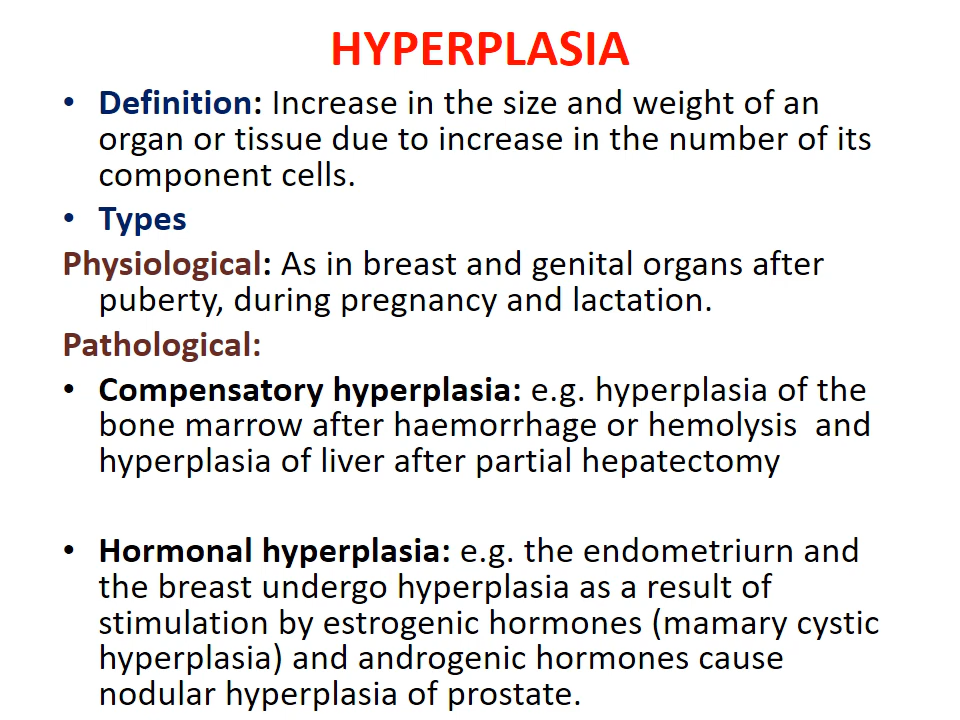 HYPERPLASIA
• Definition: Increase in the size and weight of an
organ or tissue due to increase in the number of its
component cells.
• Types
Physiological: As in breast and genital organs after
puberty, during pregnancy and lactation.
Pathological:
• Compensatory hyperplasia: e.g. hyperplasia of the
bone marrow after haemorrhage or hemolysis  and
hyperplasia of liver after partial hepatectomy
• Hormonal hyperplasia: e.g. the endometriurn and
the breast undergo hyperplasia as a result of
stimulation by estrogenic hormones (mamary cystic
hyperplasia) and androgenic hormones cause
nodular hyperplasia of prostate.